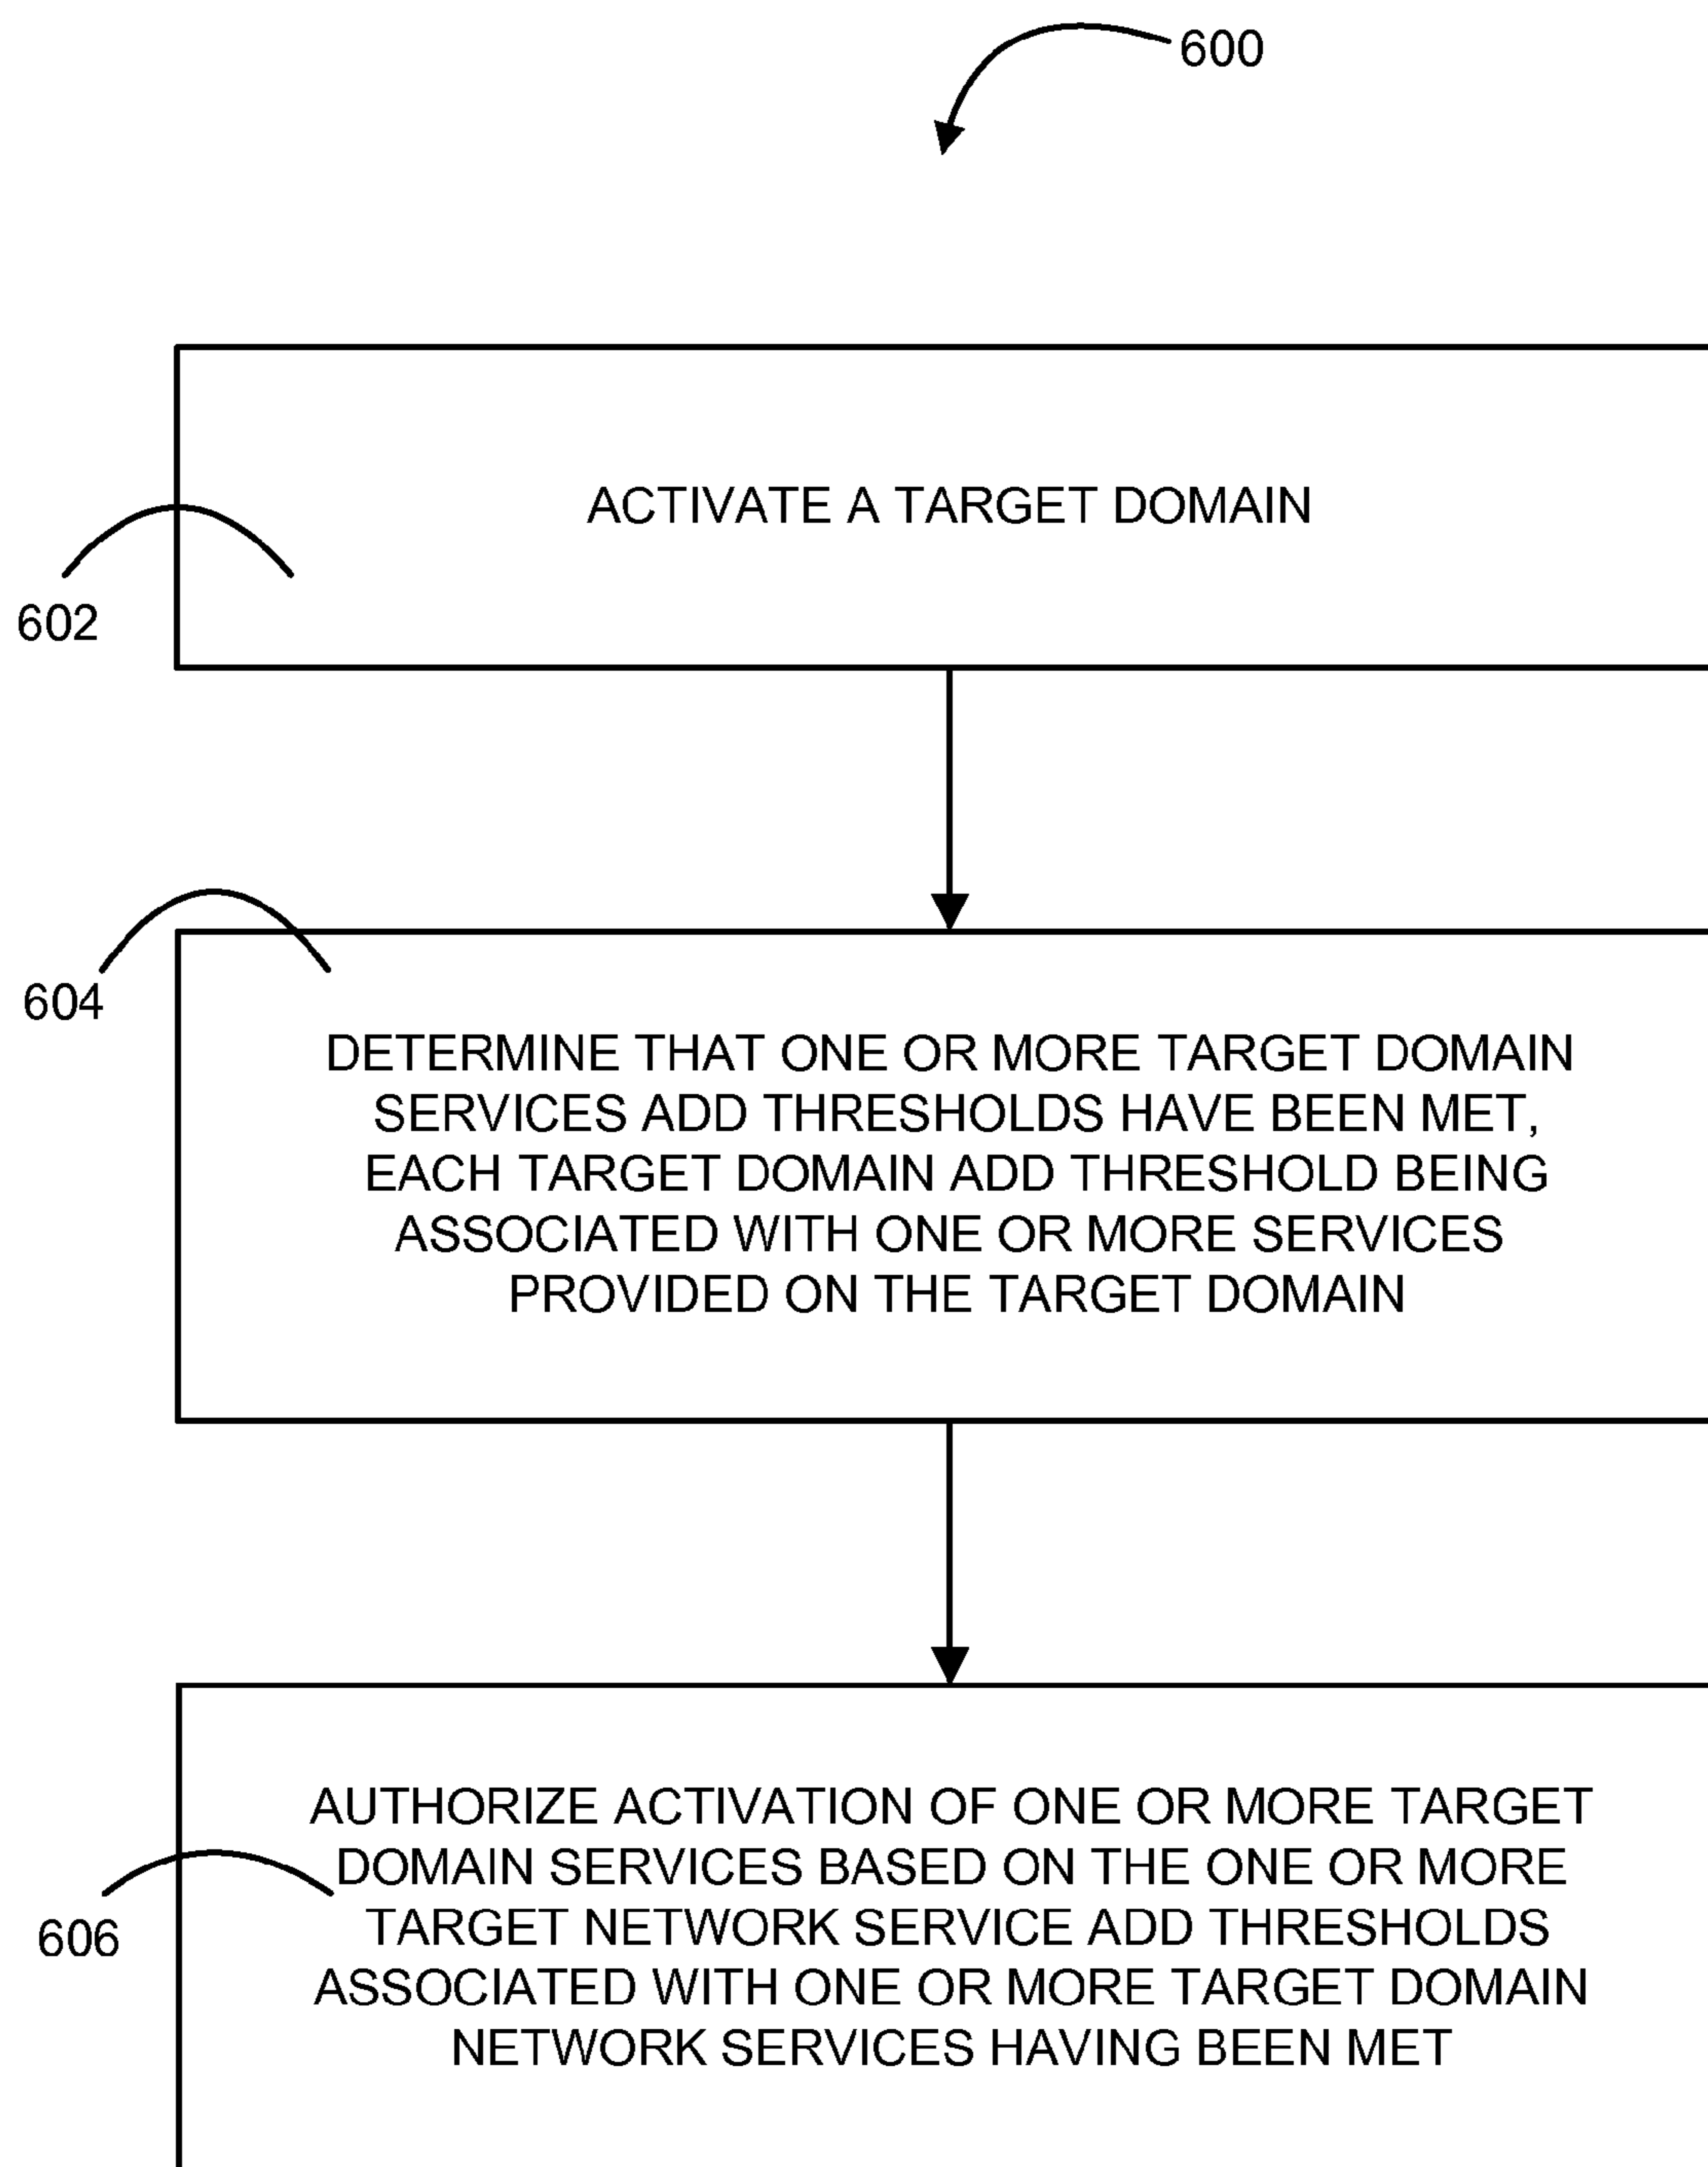 600
ACTIVATE A TARGET DOMAIN
602
604
DETERMINE THAT ONE OR MORE TARGET DOMAIN
SERVICES ADD THRESHOLDS HAVE BEEN MET,
EACH TARGET DOMAIN ADD THRESHOLD BEING
ASSOCIATED WITH ONE OR MORE SERVICES
PROVIDED ON THE TARGET DOMAIN
AUTHORIZE ACTIVATION OF ONE OR MORE TARGET
DOMAIN SERVICES BASED ON THE ONE OR MORE
TARGET NETWORK SERVICE ADD THRESHOLDS
606
ASSOCIATED WITH ONE OR MORE TARGET DOMAIN
NETWORK SERVICES HAVING BEEN MET